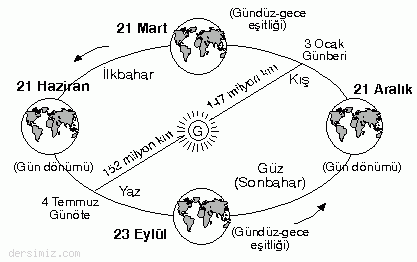 21 Mart
(Gündüz-gece
eşitliği)
3 Ocak
Günberi
İlkbahar
Kış
21 Haziran
21 Aralık
147 milyon km
G
152 milyon km
(Gün dönümü)
(Gün dönümü)
Güz
(Sonbahar)
Yaz
4 Temmuz
Günöte
23 Eylül
(Gündüz-gece
eşitliği)
dersimiz.com